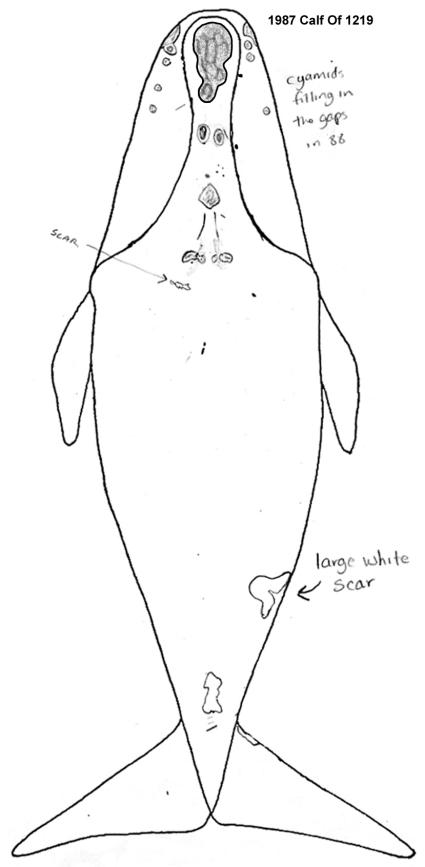 1987 Calf Of 1219
cyamids
filling in
the gaps
in 88
SCAR
large white
scar